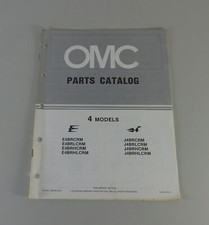 OMC
PARTS CATALOG
4 MODELS
E4BRCRM J4BRCRM
E4BRLCRM J4BRLCRM
E4BRHCRM J4BRHCRM
E4BRHLCRM J4BRHLCRM